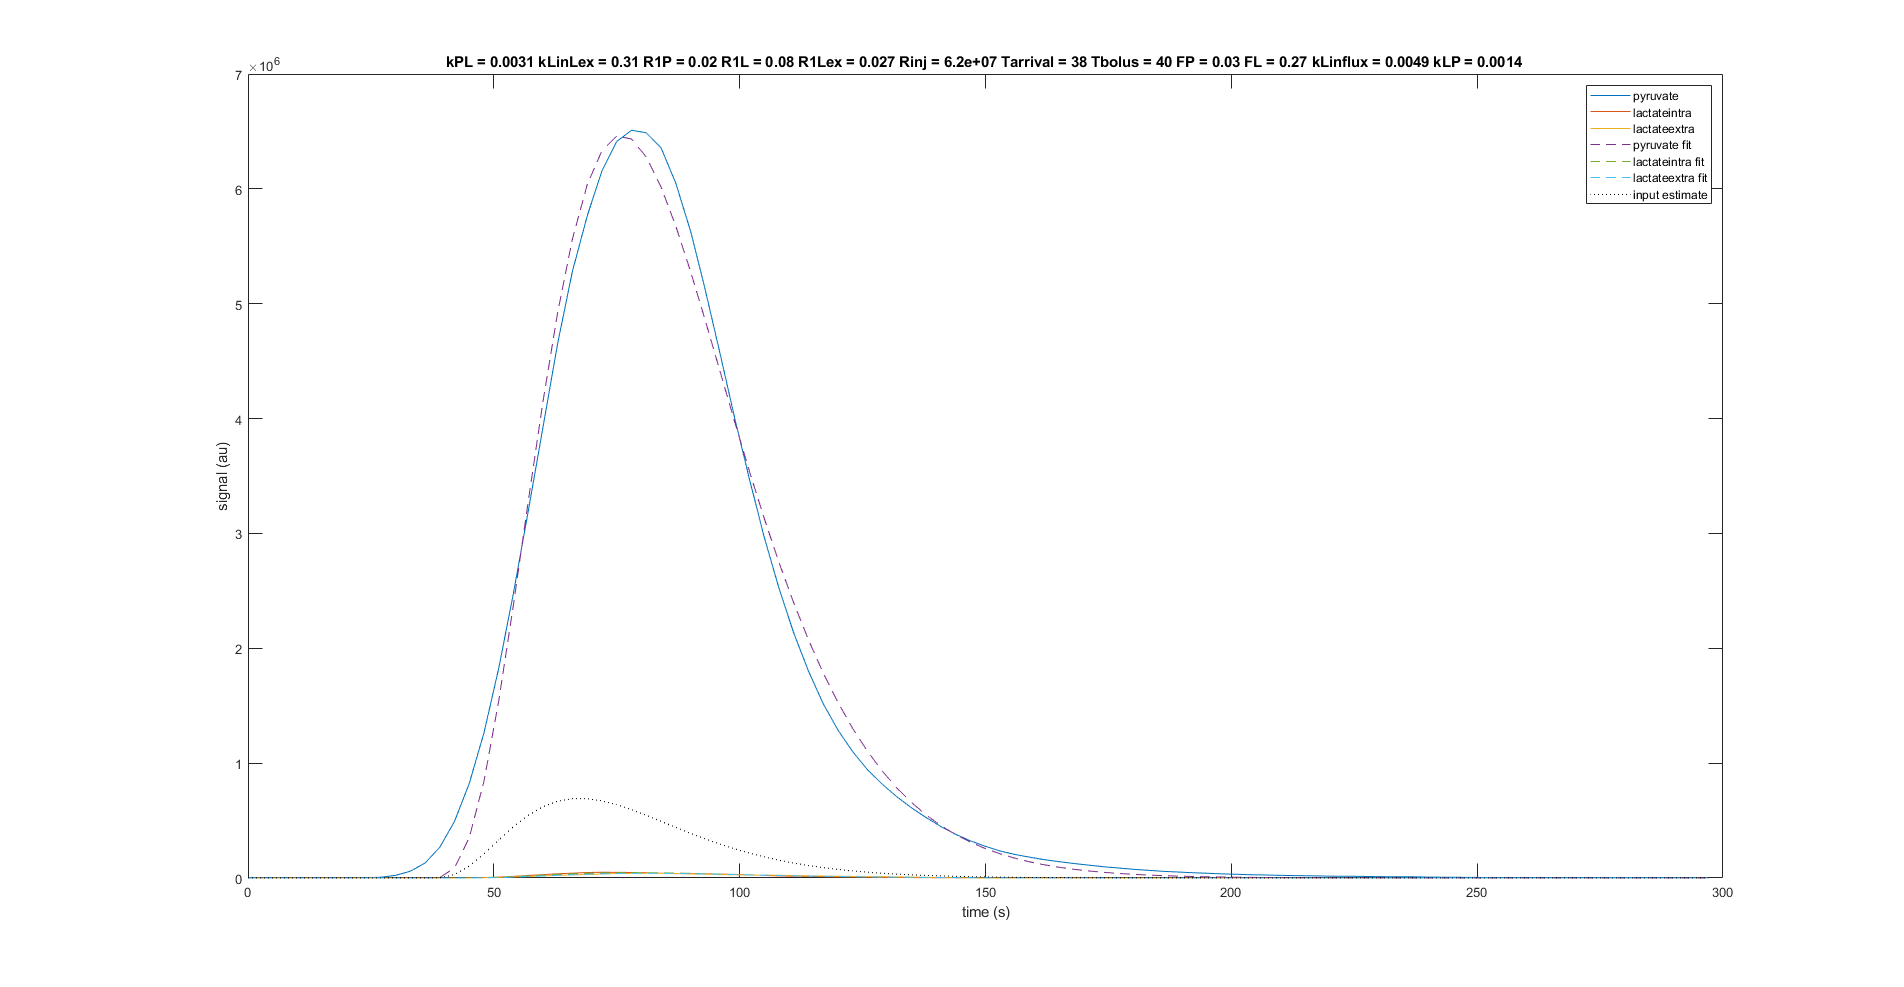 kPL = 0.0031 kLinLex = 0.31 R1P = 0.02 R1L = 0.08 R1Lex = 0.027 Rinj = 6.2e+07 Tarrival = 38 Tbolus = 40 FP = 0.03 FL = 0.27 kLinflux = 0.0049 kLP = 0.0014
×10⁶
7
6
5
4
3
2
1
0
signal (au)
pyruvate
lactateintra
lactateextra
pyruvate fit
lactateintra fit
lactateextra fit
input estimate
0 50 100 150 200 250 300
time (s)